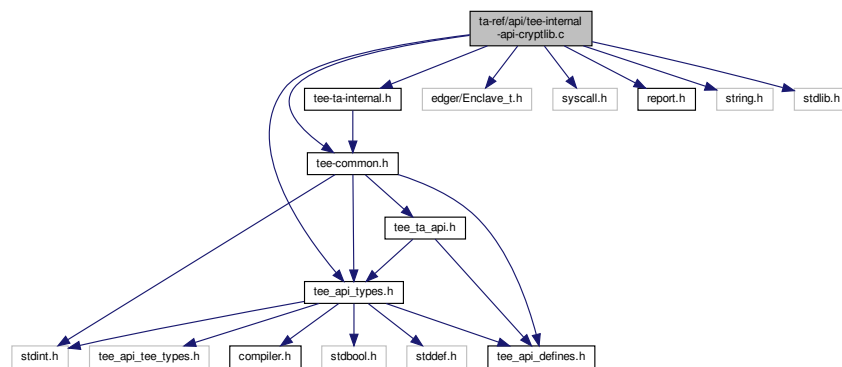 ta-ref/api/tee-internal
-api-cryptlib.c
tee-ta-internal.h
edger/Enclave_t.h
syscall.h
report.h
string.h
stdlib.h
tee-common.h
tee_ta_api.h
tee_api_types.h
stdint.h
tee_api_tee_types.h
compiler.h
stdbool.h
stddef.h
tee_api_defines.h